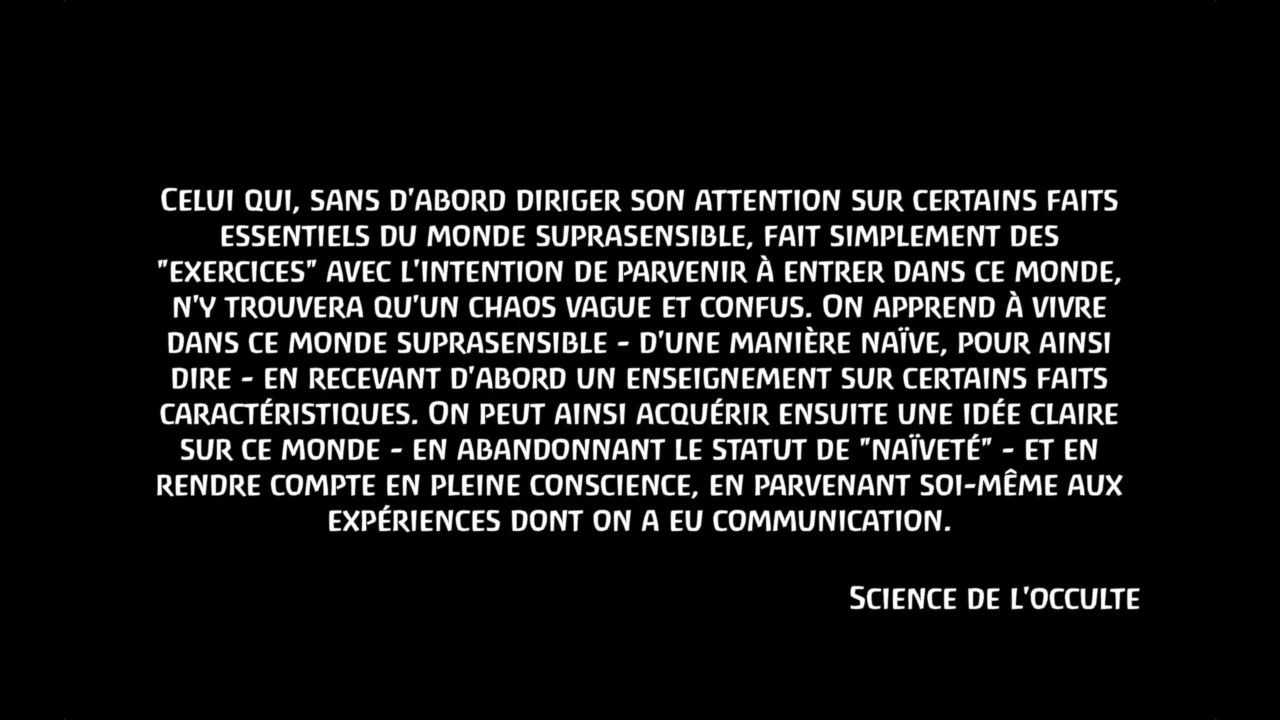 Celui qui, sans d'abord diriger son attention sur certains faits
essentiels du monde suprasensible, fait simplement des
"exercices" avec l'intention de parvenir à entrer dans ce monde,
n'y trouvera qu'un chaos vague et confus. On apprend à vivre
dans ce monde suprasensible - d'une manière naïve, pour ainsi
dire - en recevant d'abord un enseignement sur certains faits
caractéristiques. On peut ainsi acquérir ensuite une idée claire
sur ce monde - en abandonnant le statut de "naïveté" - et en
rendre compte en pleine conscience, en parvenant soi-même aux
expériences dont on a eu communication.
Science de l'occulte